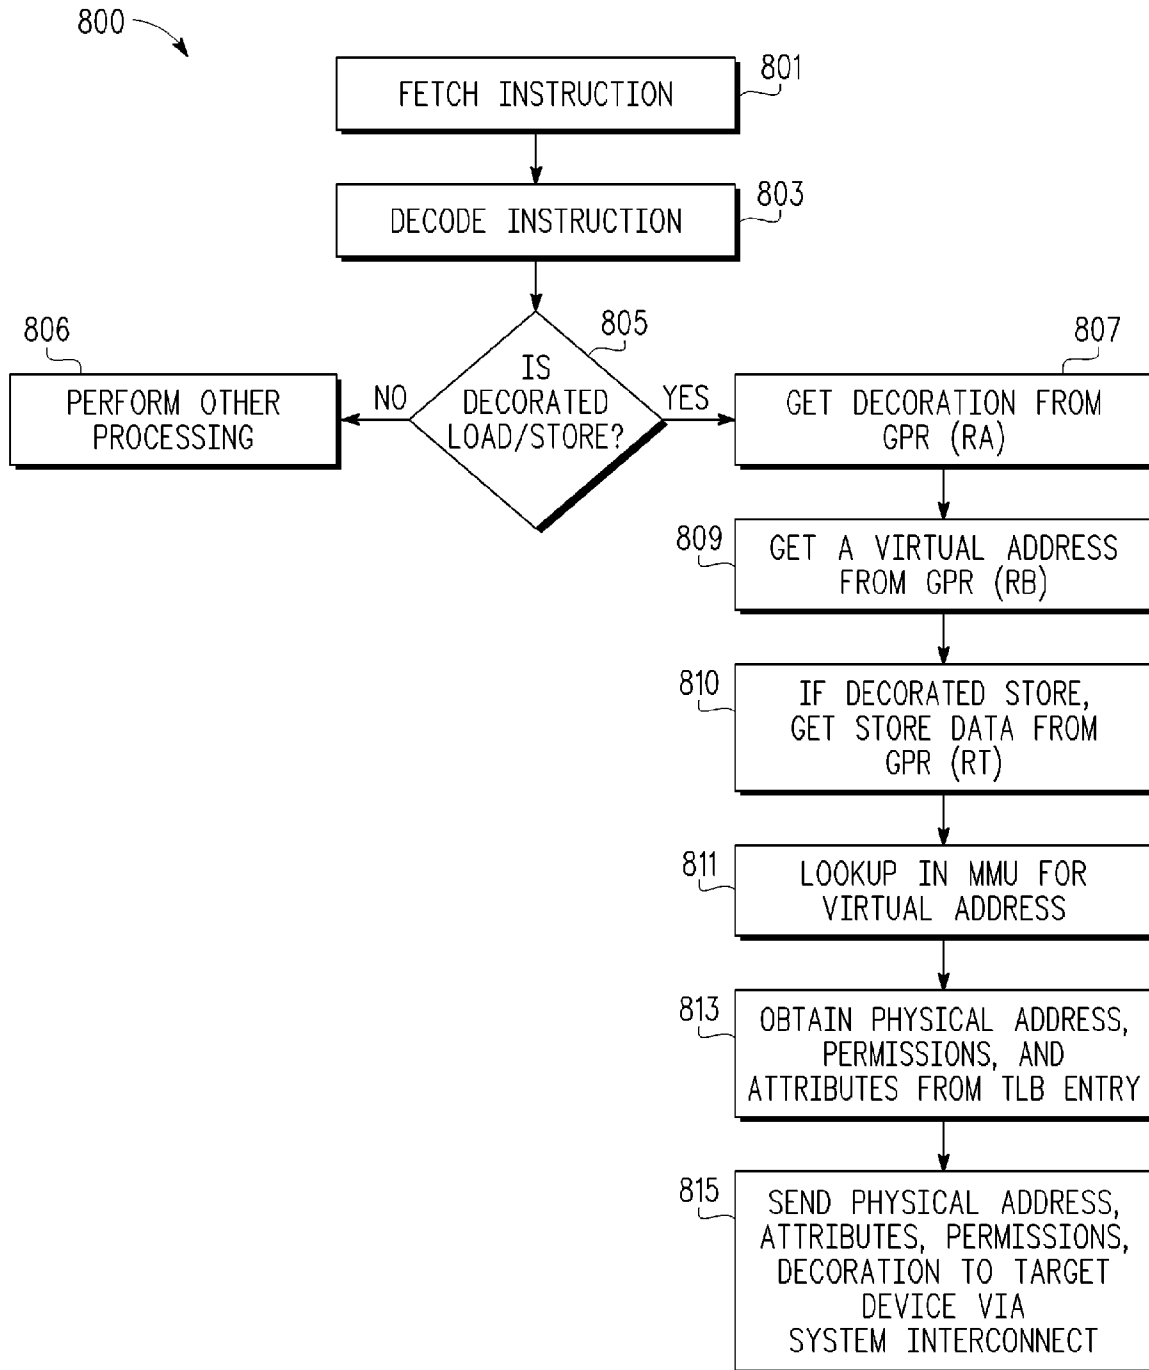 800
FETCH INSTRUCTION
801
DECODE INSTRUCTION
803
IS
DECORATED
LOAD/STORE?
805
NO
YES
806
PERFORM OTHER
PROCESSING
807
GET DECORATION FROM
GPR (RA)
809
GET A VIRTUAL ADDRESS
FROM GPR (RB)
810
IF DECORATED STORE,
GET STORE DATA FROM
GPR (RT)
811
LOOKUP IN MMU FOR
VIRTUAL ADDRESS
813
OBTAIN PHYSICAL ADDRESS,
PERMISSIONS, AND
ATTRIBUTES FROM TLB ENTRY
815
SEND PHYSICAL ADDRESS,
ATTRIBUTES, PERMISSIONS,
DECORATION TO TARGET
DEVICE VIA
SYSTEM INTERCONNECT